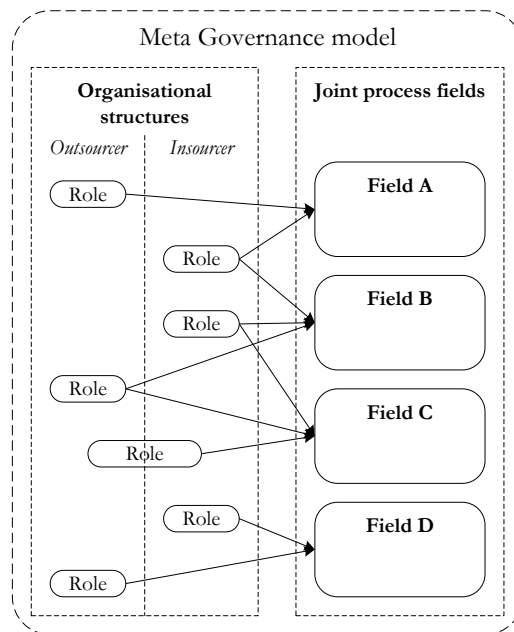 Meta Governance model
Organisational
structures
Joint process fields
Outsourcer
Insourcer
Role
Field A
Role
Role
Field B
Role
Field C
Role
Role
Field D
Role